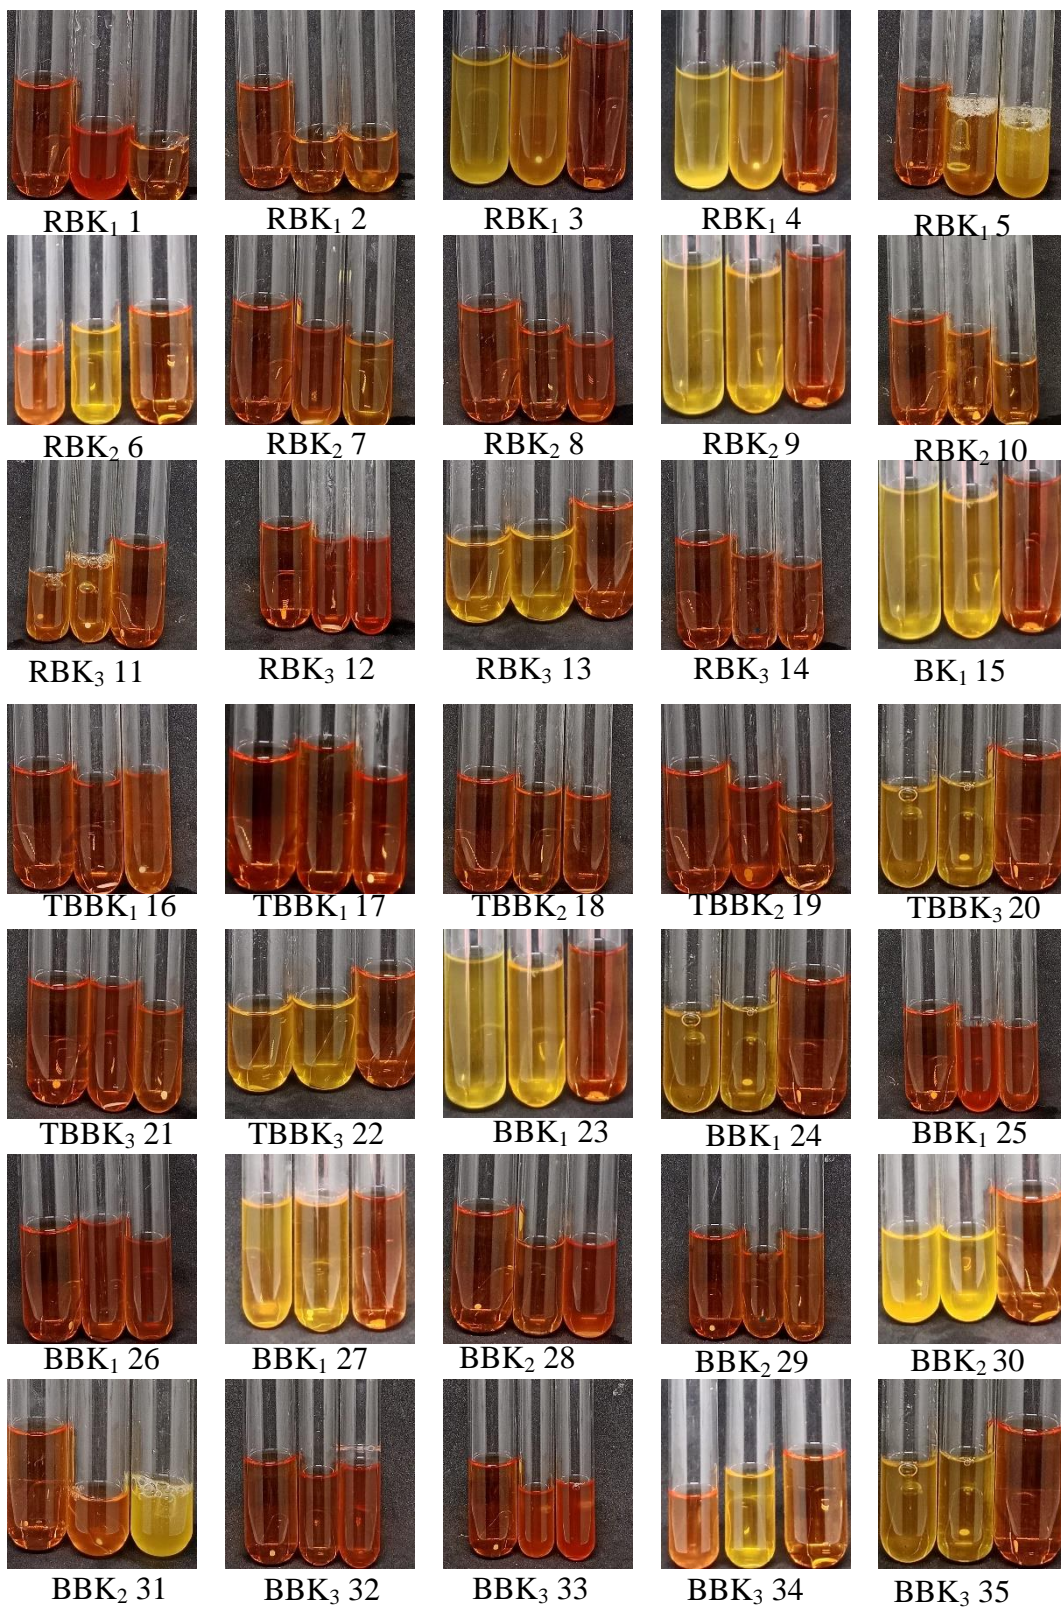 RBK₁ 1 RBK₁ 2 RBK₁ 3 RBK₁ 4 RBK₁ 5
RBK₂ 6 RBK₂ 7 RBK₂ 8 RBK₂ 9 RBK₂ 10
RBK₃ 11 RBK₃ 12 RBK₃ 13 RBK₃ 14 BK₁ 15
TBBK₁ 16 TBBK₁ 17 TBBK₂ 18 TBBK₂ 19 TBBK₃ 20
TBBK₃ 21 TBBK₃ 22 BBK₁ 23 BBK₁ 24 BBK₁ 25
BBK₁ 26 BBK₁ 27 BBK₂ 28 BBK₂ 29 BBK₂ 30
BBK₂ 31 BBK₃ 32 BBK₃ 33 BBK₃ 34 BBK₃ 35